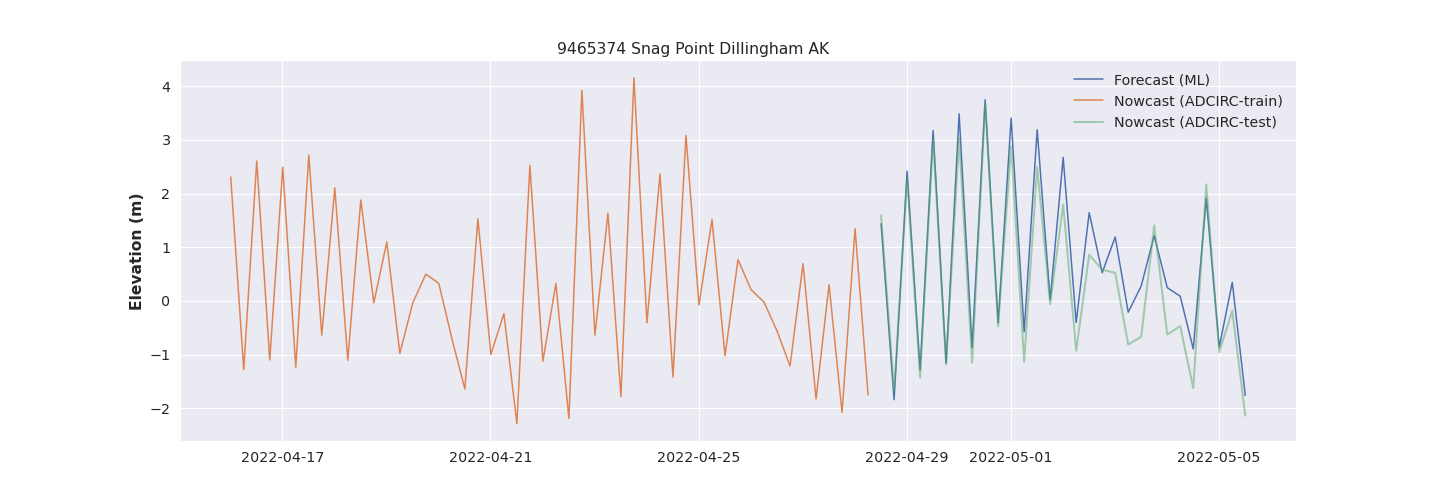 9465374 Snag Point Dillingham AK
Forecast (ML)
Nowcast (ADCIRC-train)
Nowcast (ADCIRC-test)
Elevation (m)
4
3
2
1
0
−1
−2
2022-04-17
2022-04-21
2022-04-25
2022-04-29
2022-05-01
2022-05-05